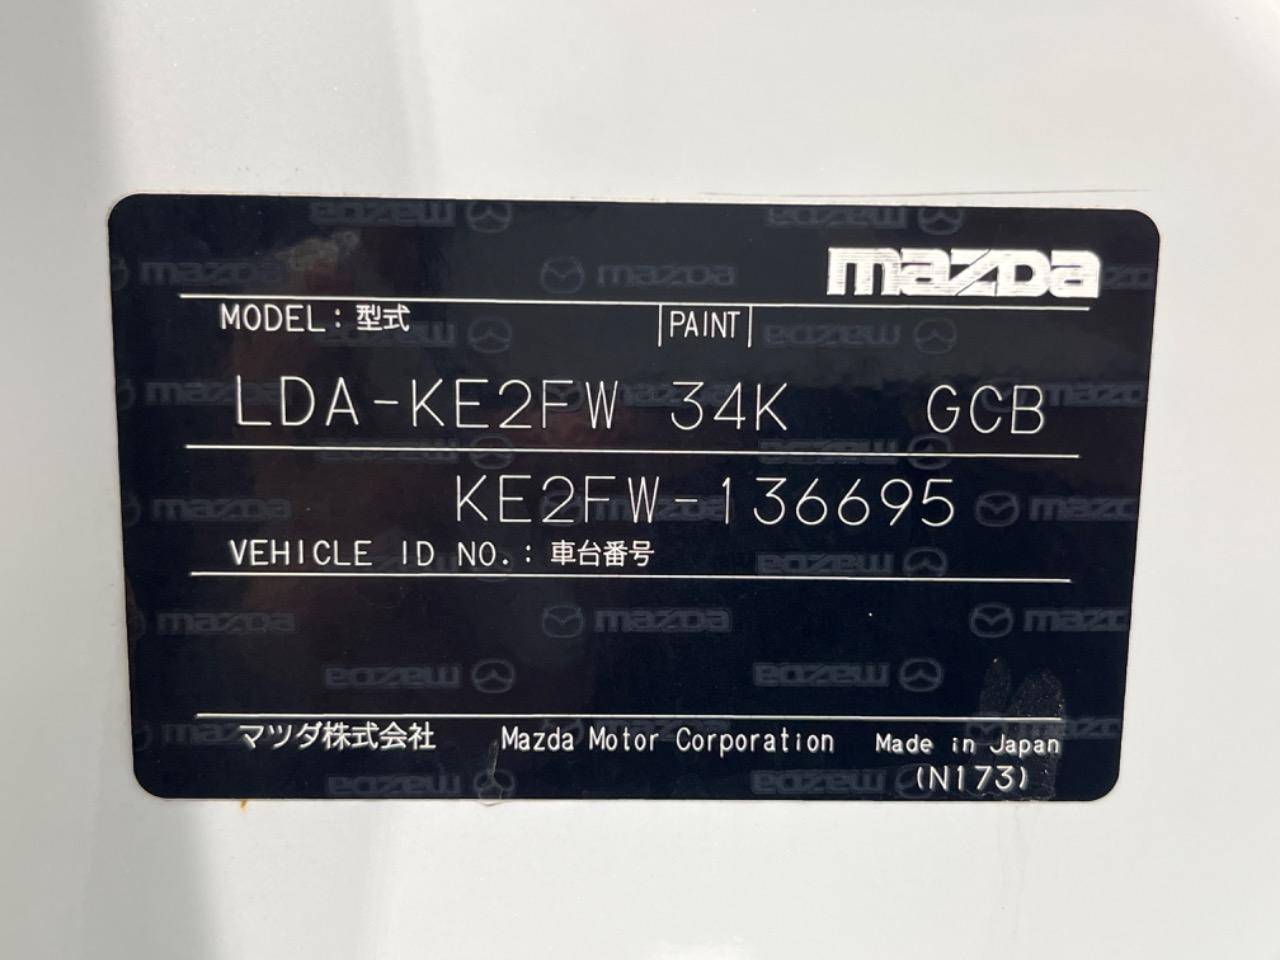 mazda
MODEL: 型式 PAINT
LDA-KE2FW 34K GCB
KE2FW-136695
VEHICLE ID NO.: 車台番号
マツダ株式会社 Mazda Motor Corporation Made in Japan
(N173)